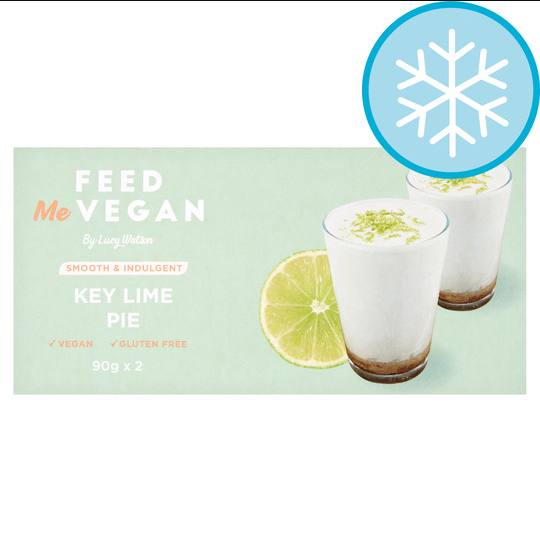 FEED
Me VEGAN
By Lucy Watson
SMOOTH & INDULGENT
KEY LIME
PIE
✓ VEGAN ✓ GLUTEN FREE
90g x 2